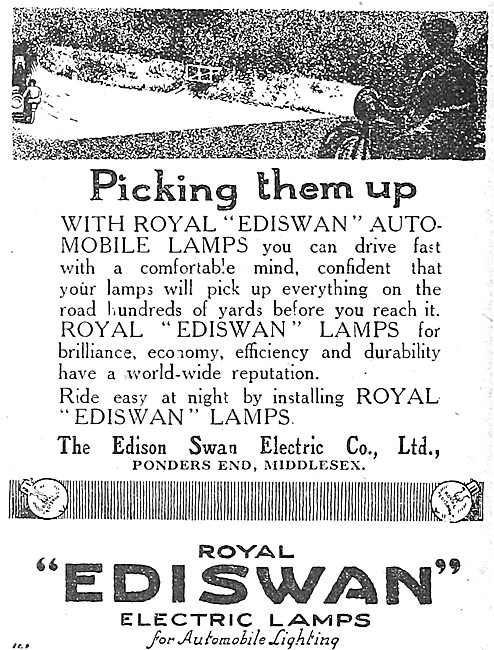 Picking them up
WITH ROYAL "EDISWAN" AUTO-
MOBILE LAMPS you can drive fast
with a comfortable mind, confident that
your lamps will pick up everything on the
road hundreds of yards before you reach it.
ROYAL "EDISWAN" LAMPS for
brilliance, economy, efficiency and durability
have a world-wide reputation.
Ride easy at night by installing ROYAL
"EDISWAN" LAMPS.
The Edison Swan Electric Co., Ltd.,
PONDERS END, MIDDLESEX.
ROYAL
"EDISWAN"
ELECTRIC LAMPS
for Automobile Lighting